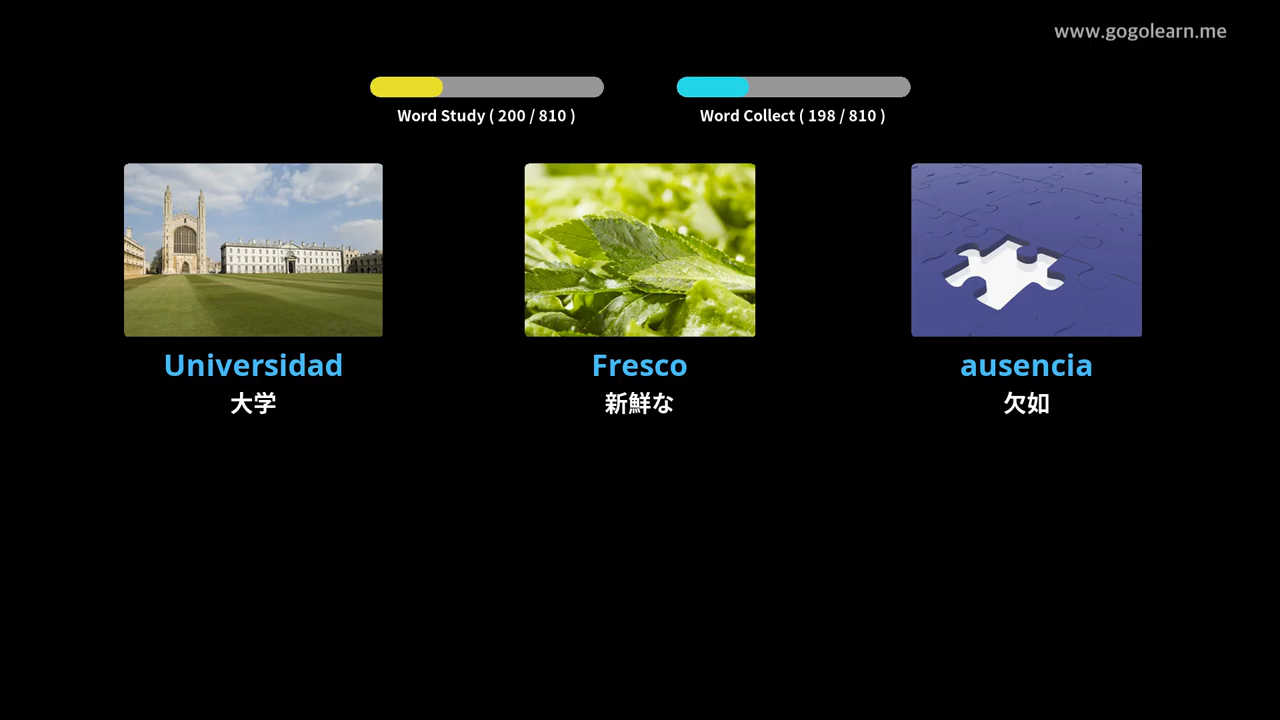 www.gogolearn.me
Word Study ( 200 / 810 )
Word Collect ( 198 / 810 )
Universidad
大学
Fresco
新鮮な
ausencia
欠如